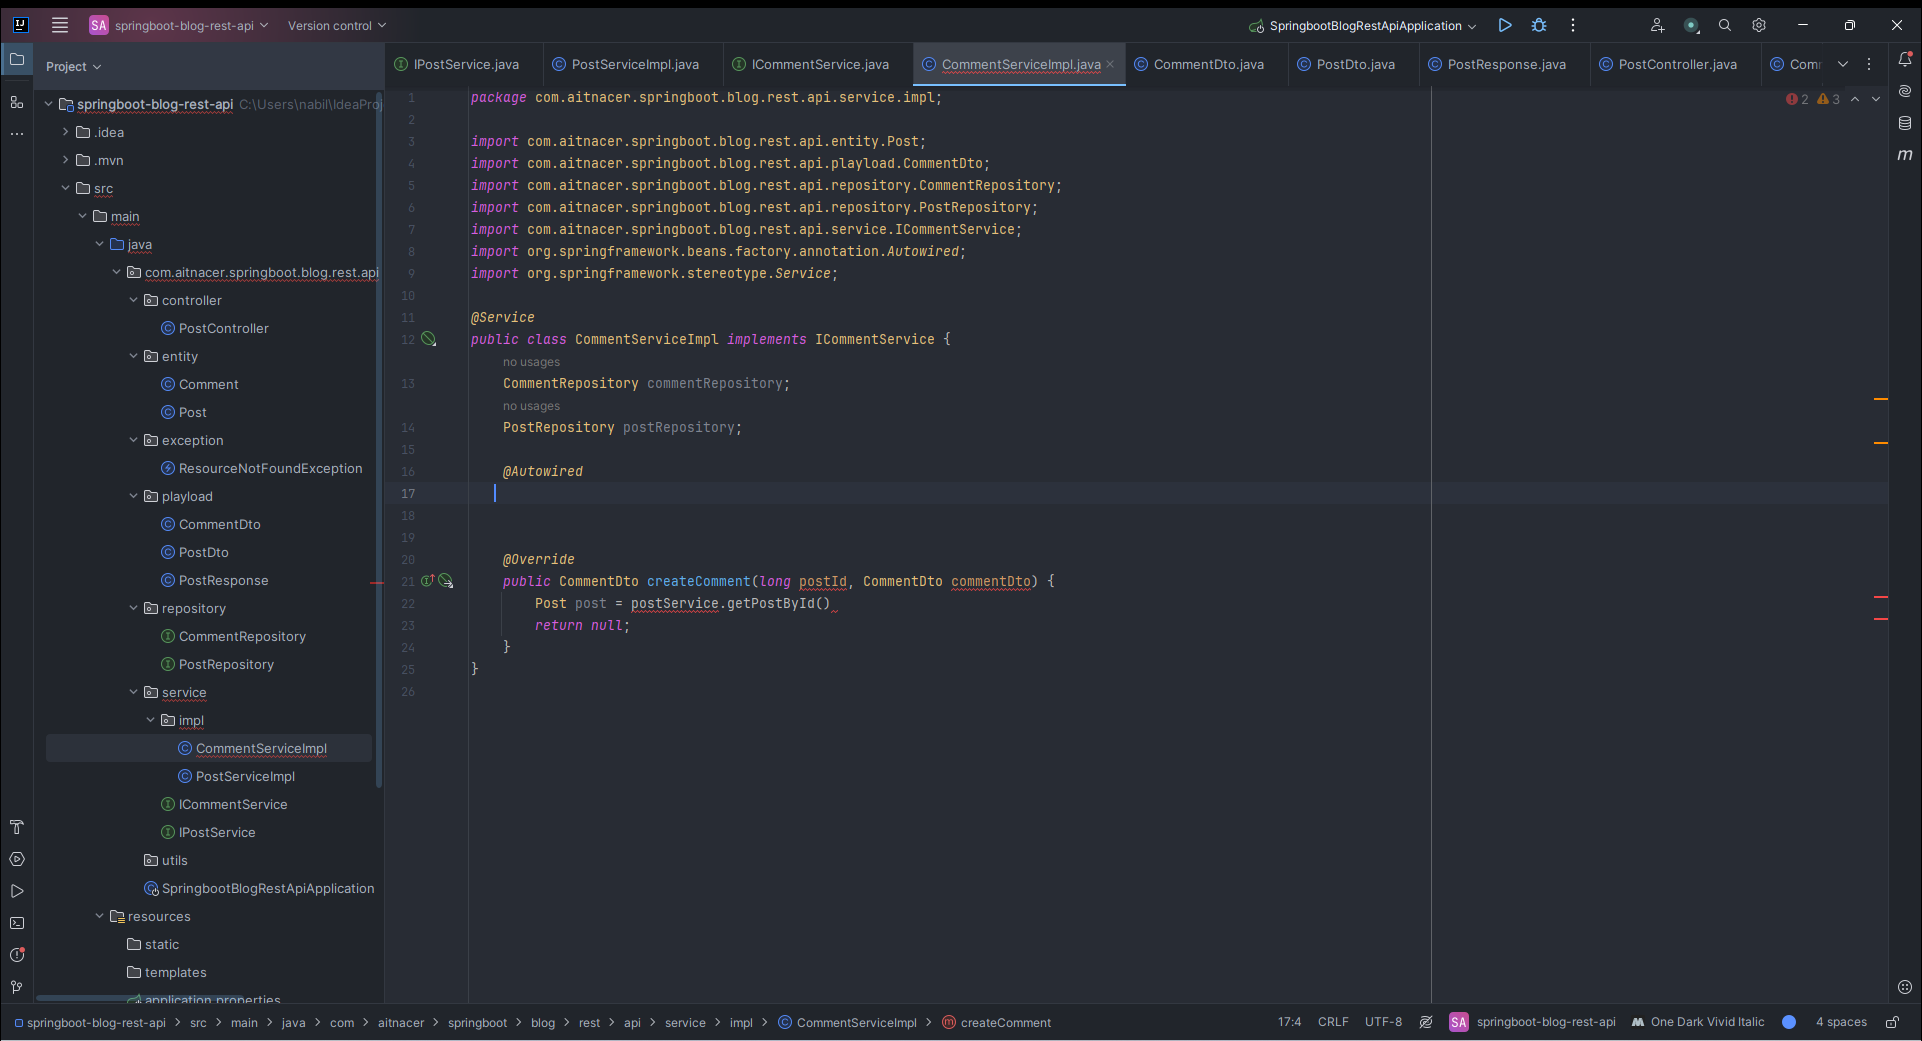 SA springboot-blog-rest-api Version control SpringbootBlogRestApiApplication
Project
IPostService.java PostServiceImpl.java ICommentService.java CommentServiceImpl.java CommentDto.java PostDto.java PostResponse.java PostController.java Comr
springboot-blog-rest-api C:\Users\nabil\IdeaProj
.idea
.mvn
src
main
java
com.aitnacer.springboot.blog.rest.api
controller
PostController
entity
Comment
Post
exception
ResourceNotFoundException
playload
CommentDto
PostDto
PostResponse
repository
CommentRepository
PostRepository
service
impl
CommentServiceImpl
PostServiceImpl
ICommentService
IPostService
utils
SpringbootBlogRestApiApplication
resources
static
templates
application.properties
2 3
1 package com.aitnacer.springboot.blog.rest.api.service.impl;
2
3 import com.aitnacer.springboot.blog.rest.api.entity.Post;
4 import com.aitnacer.springboot.blog.rest.api.playload.CommentDto;
5 import com.aitnacer.springboot.blog.rest.api.repository.CommentRepository;
6 import com.aitnacer.springboot.blog.rest.api.repository.PostRepository;
7 import com.aitnacer.springboot.blog.rest.api.service.ICommentService;
8 import org.springframework.beans.factory.annotation.Autowired;
9 import org.springframework.stereotype.Service;
10
11 @Service
12 public class CommentServiceImpl implements ICommentService {
no usages
13 CommentRepository commentRepository;
no usages
14 PostRepository postRepository;
15
16 @Autowired
17
18
19
20 @Override
21 public CommentDto createComment(long postId, CommentDto commentDto) {
22 Post post = postService.getPostById()
23 return null;
24 }
25 }
26
m
springboot-blog-rest-api > src > main > java > com > aitnacer > springboot > blog > rest > api > service > impl > CommentServiceImpl > createComment 17:4 CRLF UTF-8 SA springboot-blog-rest-api One Dark Vivid Italic 4 spaces